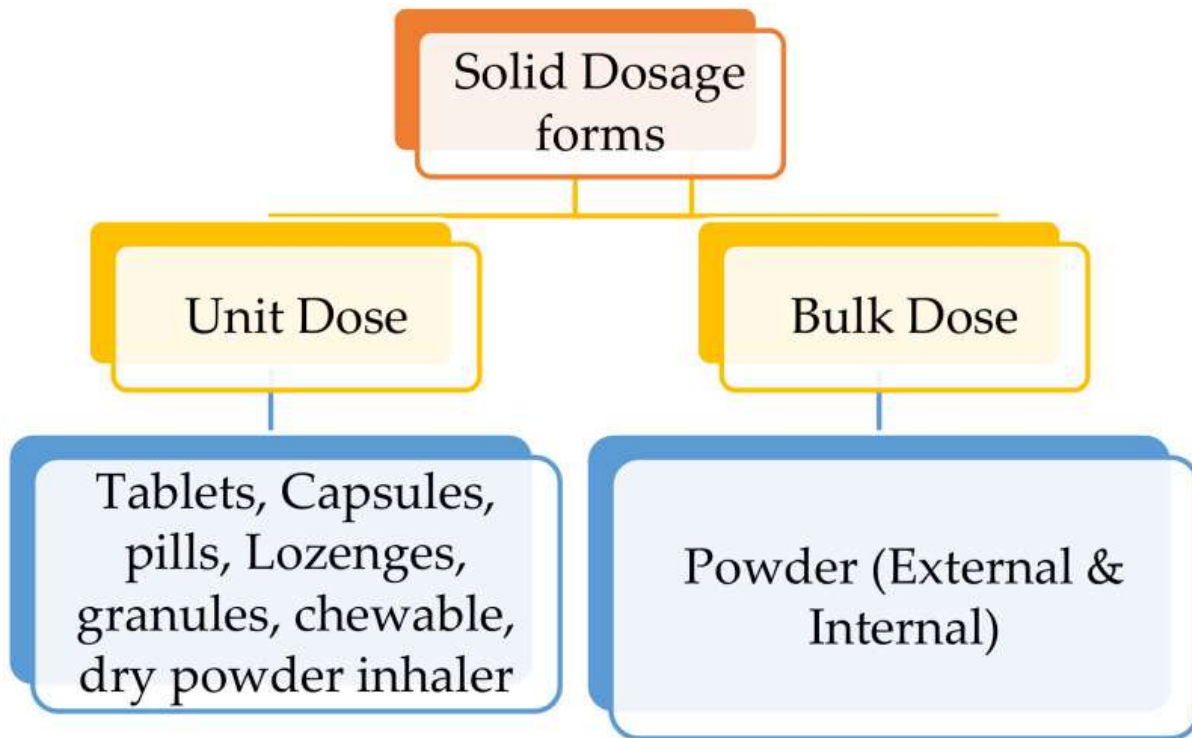 Solid Dosage
forms
Unit Dose
Bulk Dose
Tablets, Capsules,
pills, Lozenges,
granules, chewable,
dry powder inhaler
Powder (External &
Internal)